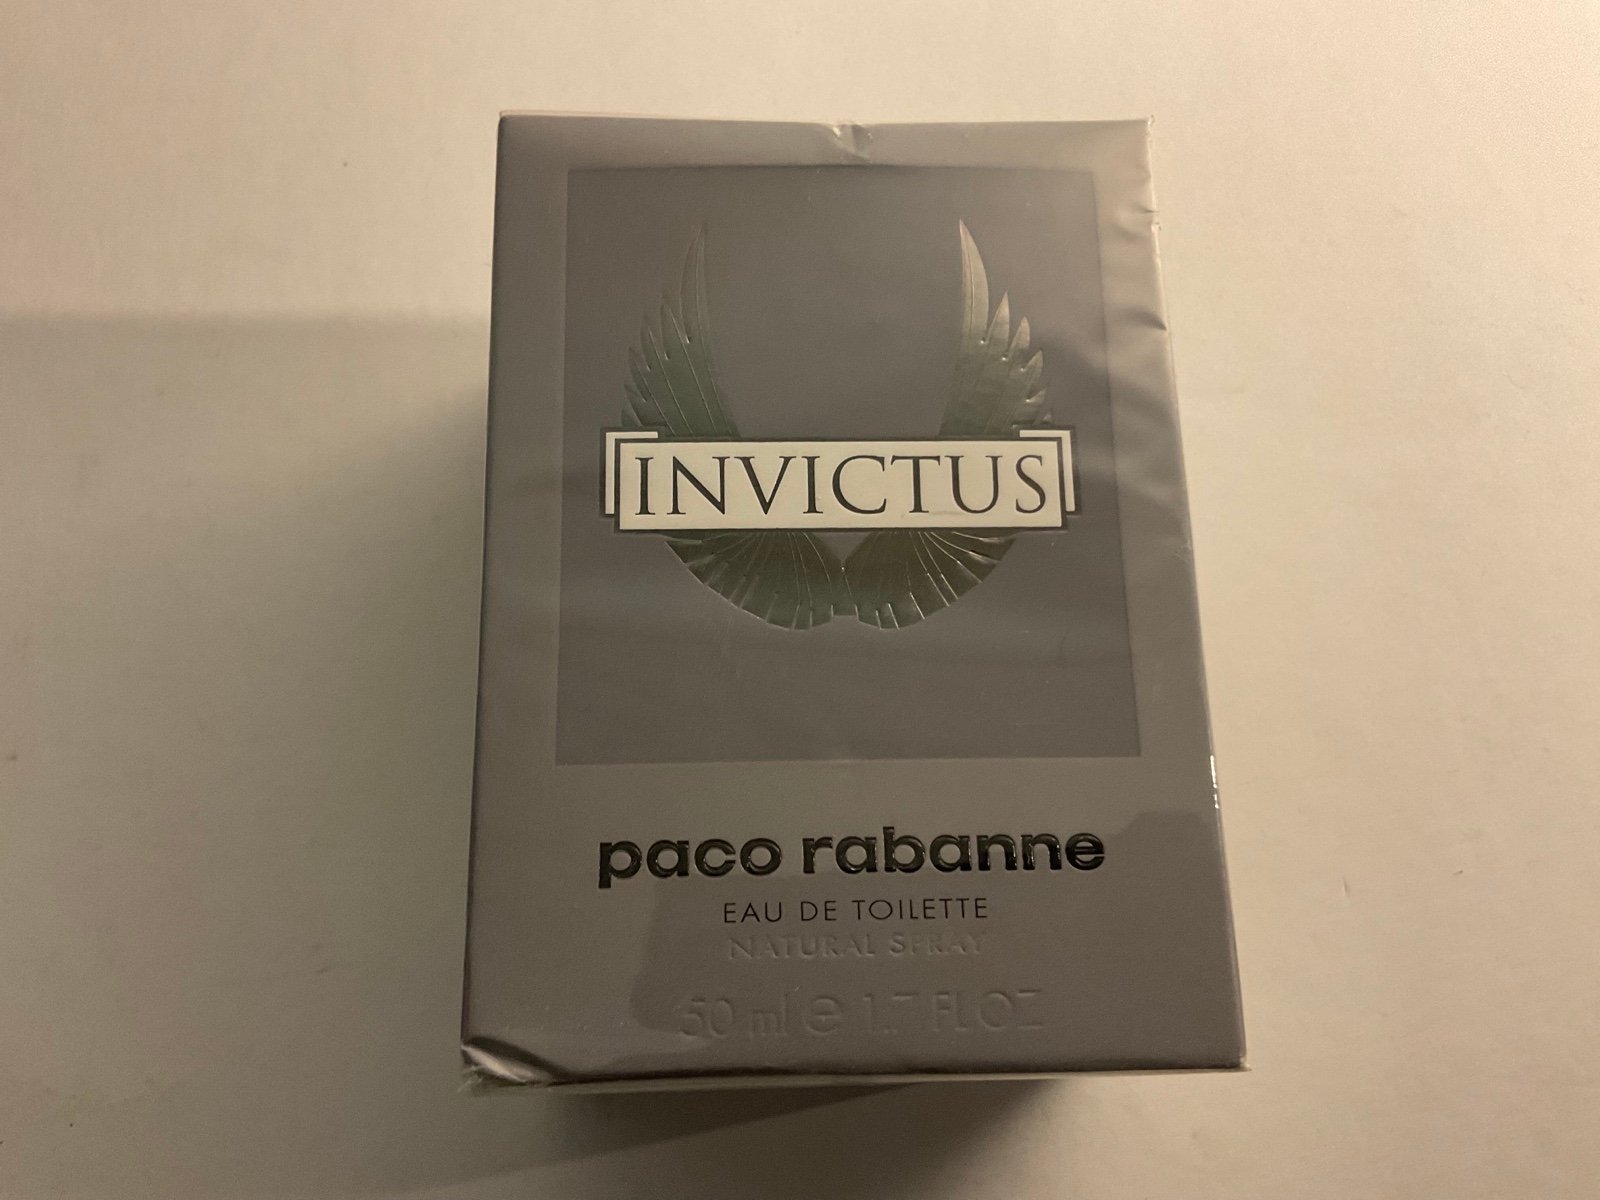 INVICTUS
paco rabanne
EAU DE TOILETTE
NATURAL SPRAY
50 ml e 1.7 FL OZ